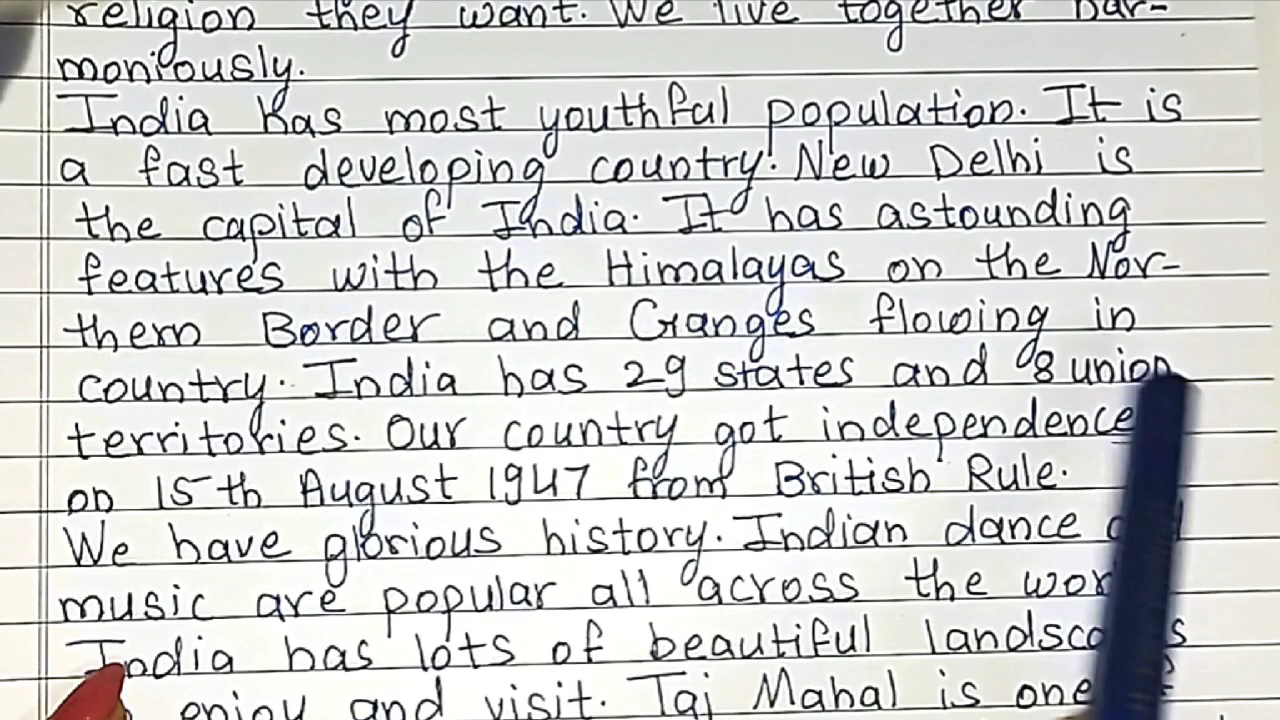 religion they want. We live together har-
moniously.
India has most youthful population. It is
a fast developing country. New Delhi is
the capital of India. It has astounding
features with the Himalayas on the Nor-
thern Border and Ganges flowing in
country. India has 29 states and 8 union
territories. Our country got independence
on 15th August 1947 from British Rule.
We have glorious history. Indian dance
music are popular all across the
India has lots of beautiful
enjoy and visit. Taj Mahal is one